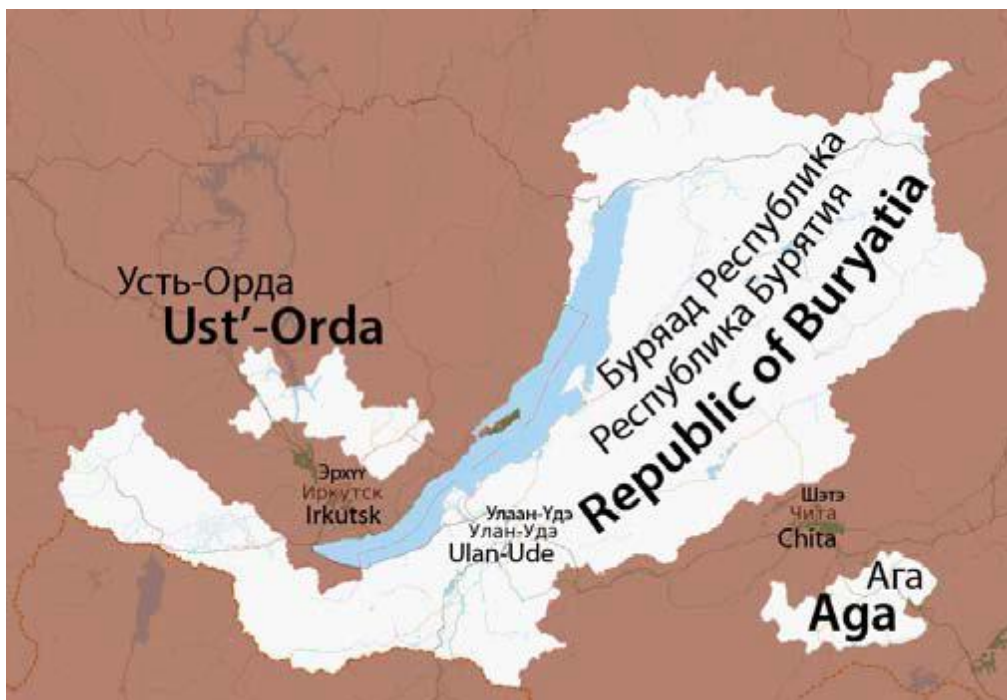 Усть-Орда
Ust'-Orda
Буряад Республика
Республика Бурятия
Republic of Buryatia
Эрхүү
Иркутск
Irkutsk
Улаан-Үдэ
Улан-Удэ
Ulan-Ude
Шэтэ
Чита
Chita
Ага
Aga